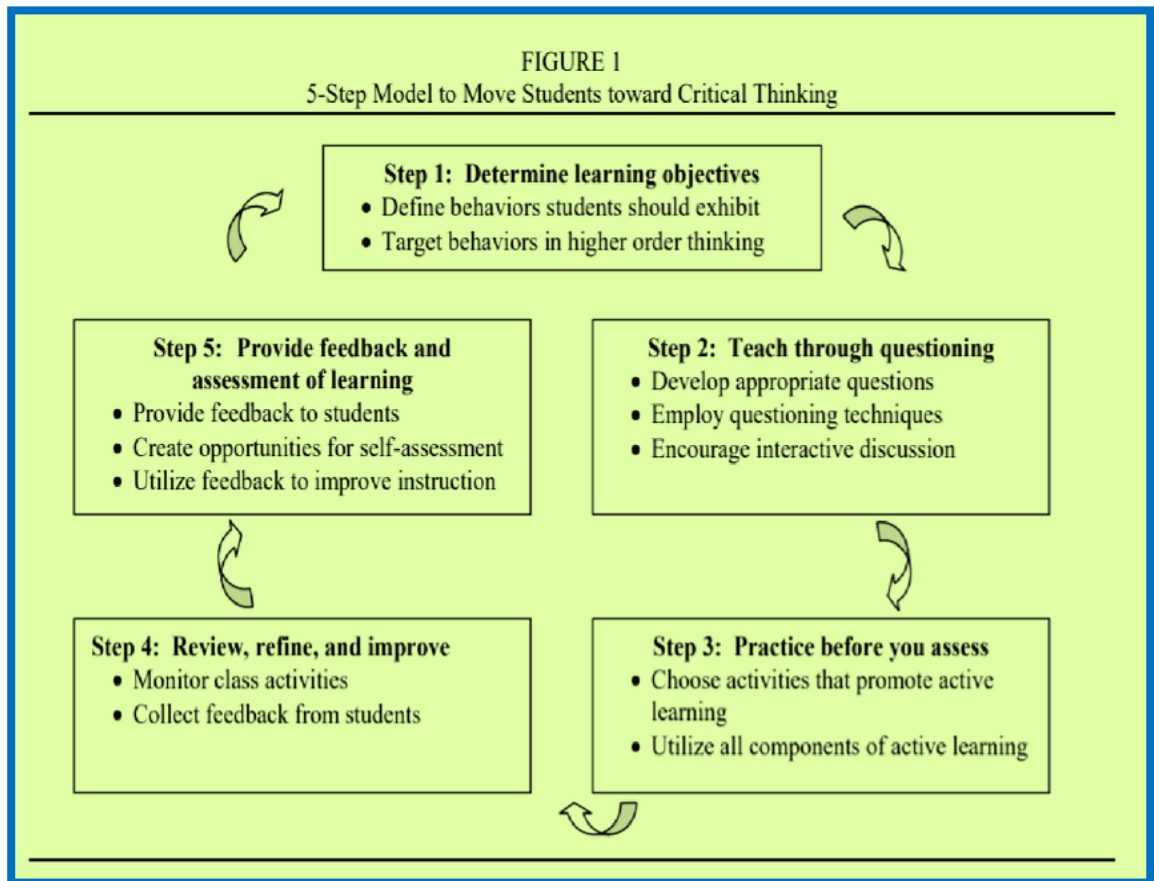 FIGURE 1
5-Step Model to Move Students toward Critical Thinking
Step 1: Determine learning objectives
• Define behaviors students should exhibit
• Target behaviors in higher order thinking
Step 2: Teach through questioning
• Develop appropriate questions
• Employ questioning techniques
• Encourage interactive discussion
Step 3: Practice before you assess
• Choose activities that promote active
learning
• Utilize all components of active learning
Step 4: Review, refine, and improve
• Monitor class activities
• Collect feedback from students
Step 5: Provide feedback and
assessment of learning
• Provide feedback to students
• Create opportunities for self-assessment
• Utilize feedback to improve instruction